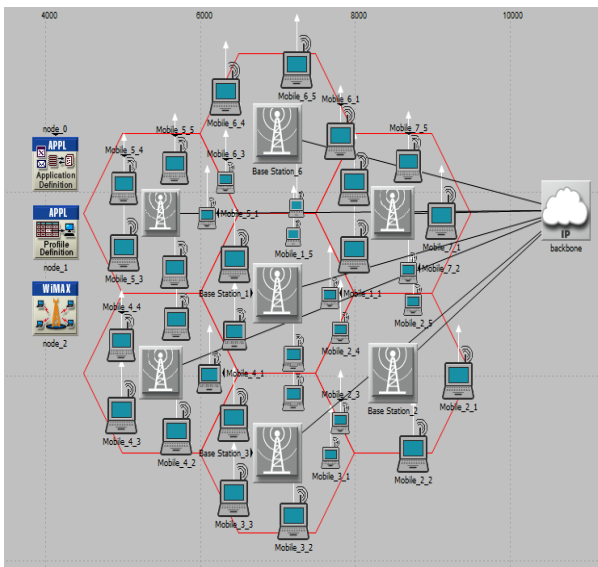 4000 6000 8000 10000
Mobile_6_5
Mobile_6_4
Mobile_6_1
node_0
Mobile_5_5
Mobile_7_5
APPL
Application
Definition
Mobile_5_4
Mobile_6_3
Base Station_6
APPL
Profile
Definition
node_1
Mobile_5_1
IP
backbone
Mobile_5_3
Mobile_1_5
Mobile_7_1
Mobile_7_2
WiMAX
node_2
Mobile_4_4
Base Station_1
Mobile_1_1
Mobile_2_5
Mobile_2_4
Mobile_4_1
Mobile_2_3
Base Station_2
Mobile_2_1
Mobile_4_3
Mobile_4_2
Base Station_3
Mobile_3_1
Mobile_2_2
Mobile_3_3
Mobile_3_2